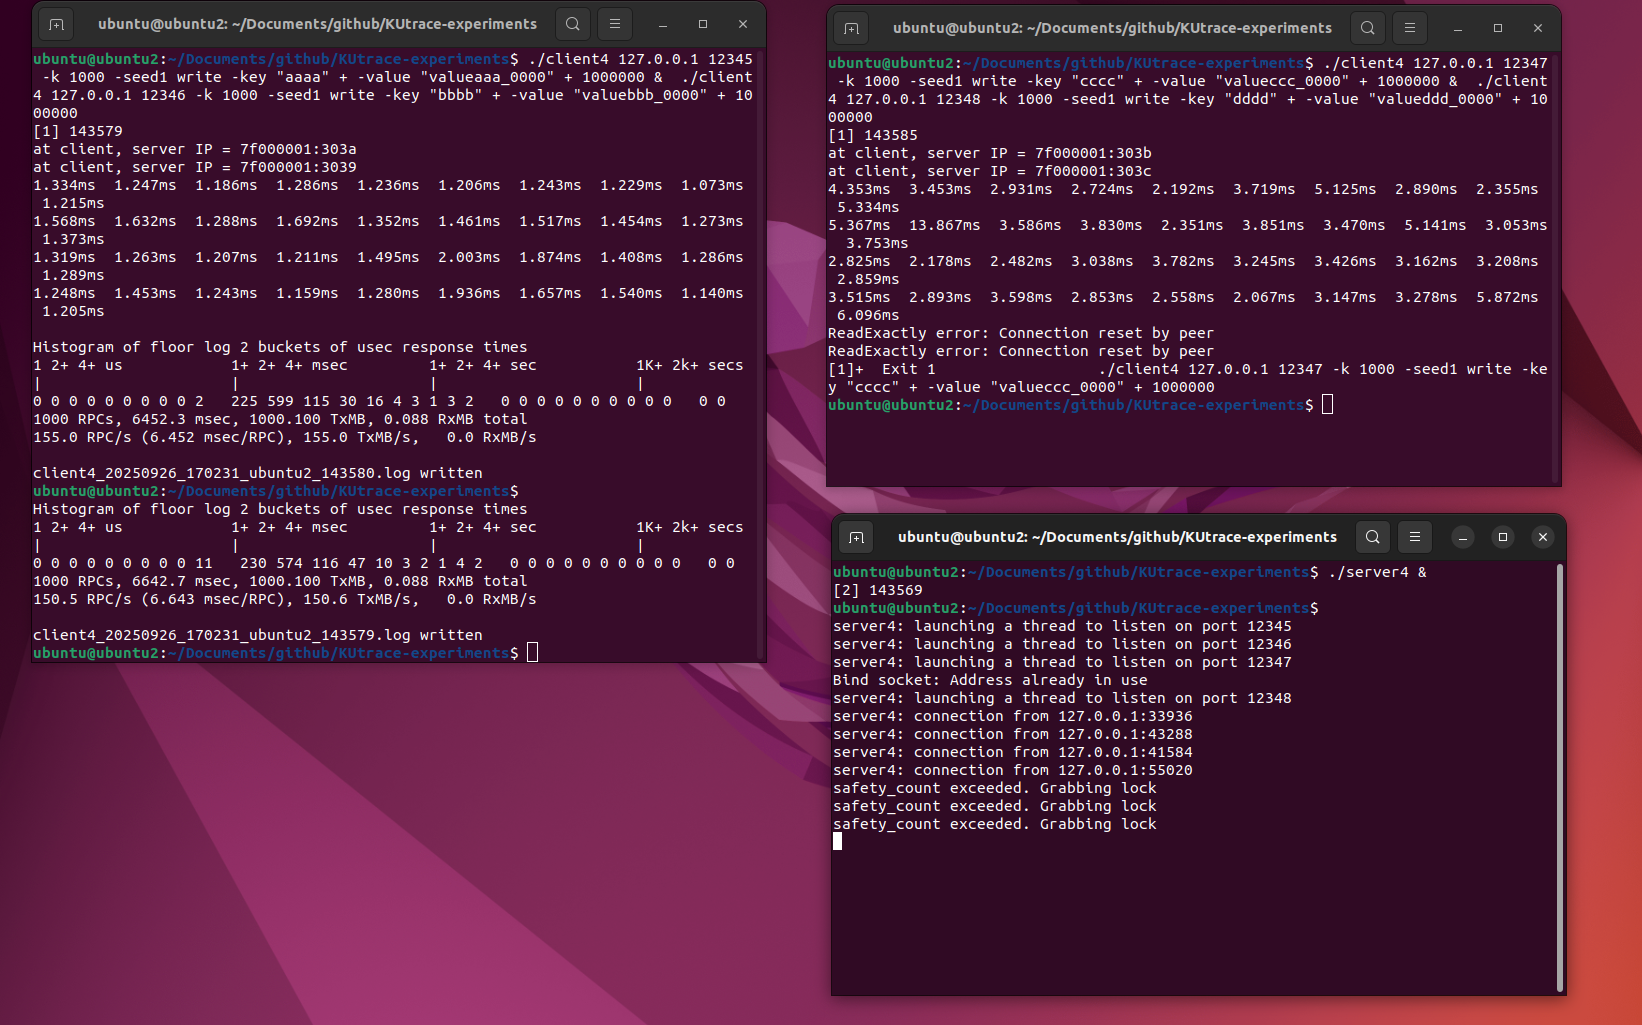 ubuntu@ubuntu2: ~/Documents/github/KUtrace-experiments
ubuntu@ubuntu2:~/Documents/github/KUtrace-experiments$ ./client4 127.0.0.1 12345
 -k 1000 -seed1 write -key "aaaa" + -value "valueaaa_0000" + 1000000 &  ./client
4 127.0.0.1 12346 -k 1000 -seed1 write -key "bbbb" + -value "valuebbb_0000" + 10
00000
[1] 143579
at client, server IP = 7f000001:303a
at client, server IP = 7f000001:3039
1.334ms  1.247ms  1.186ms  1.286ms  1.236ms  1.206ms  1.243ms  1.229ms  1.073ms
 1.215ms
1.568ms  1.632ms  1.288ms  1.692ms  1.352ms  1.461ms  1.517ms  1.454ms  1.273ms
 1.373ms
1.319ms  1.263ms  1.207ms  1.211ms  1.495ms  2.003ms  1.874ms  1.408ms  1.286ms
 1.289ms
1.248ms  1.453ms  1.243ms  1.159ms  1.280ms  1.936ms  1.657ms  1.540ms  1.140ms
 1.205ms
Histogram of floor log 2 buckets of usec response times
1 2+ 4+ us            1+ 2+ 4+ msec         1+ 2+ 4+ sec           1K+ 2k+ secs
|                     |                     |                      |
0 0 0 0 0 0 0 0 0 2   225 599 115 30 16 4 3 1 3 2   0 0 0 0 0 0 0 0 0 0   0 0
1000 RPCs, 6452.3 msec, 1000.100 TxMB, 0.088 RxMB total
155.0 RPC/s (6.452 msec/RPC), 155.0 TxMB/s,   0.0 RxMB/s
client4_20250926_170231_ubuntu2_143580.log written
ubuntu@ubuntu2:~/Documents/github/KUtrace-experiments$
Histogram of floor log 2 buckets of usec response times
1 2+ 4+ us            1+ 2+ 4+ msec         1+ 2+ 4+ sec           1K+ 2k+ secs
|                     |                     |                      |
0 0 0 0 0 0 0 0 0 11   230 574 116 47 10 3 2 1 4 2   0 0 0 0 0 0 0 0 0 0   0 0
1000 RPCs, 6642.7 msec, 1000.100 TxMB, 0.088 RxMB total
150.5 RPC/s (6.643 msec/RPC), 150.6 TxMB/s,   0.0 RxMB/s
client4_20250926_170231_ubuntu2_143579.log written
ubuntu@ubuntu2:~/Documents/github/KUtrace-experiments$
ubuntu@ubuntu2: ~/Documents/github/KUtrace-experiments
ubuntu@ubuntu2:~/Documents/github/KUtrace-experiments$ ./client4 127.0.0.1 12347
 -k 1000 -seed1 write -key "cccc" + -value "valueccc_0000" + 1000000 &  ./client
4 127.0.0.1 12348 -k 1000 -seed1 write -key "dddd" + -value "valueddd_0000" + 10
00000
[1] 143585
at client, server IP = 7f000001:303b
at client, server IP = 7f000001:303c
4.353ms  3.453ms  2.931ms  2.724ms  2.192ms  3.719ms  5.125ms  2.890ms  2.355ms
 5.334ms
5.367ms  13.867ms  3.586ms  3.830ms  2.351ms  3.851ms  3.470ms  5.141ms  3.053ms
  3.753ms
2.825ms  2.178ms  2.482ms  3.038ms  3.782ms  3.245ms  3.426ms  3.162ms  3.208ms
 2.859ms
3.515ms  2.893ms  3.598ms  2.853ms  2.558ms  2.067ms  3.147ms  3.278ms  5.872ms
 6.096ms
ReadExactly error: Connection reset by peer
ReadExactly error: Connection reset by peer
[1]+  Exit 1                  ./client4 127.0.0.1 12347 -k 1000 -seed1 write -ke
y "cccc" + -value "valueccc_0000" + 1000000
ubuntu@ubuntu2:~/Documents/github/KUtrace-experiments$
ubuntu@ubuntu2: ~/Documents/github/KUtrace-experiments
ubuntu@ubuntu2:~/Documents/github/KUtrace-experiments$ ./server4 &
[2] 143569
ubuntu@ubuntu2:~/Documents/github/KUtrace-experiments$
server4: launching a thread to listen on port 12345
server4: launching a thread to listen on port 12346
server4: launching a thread to listen on port 12347
Bind socket: Address already in use
server4: launching a thread to listen on port 12348
server4: connection from 127.0.0.1:33936
server4: connection from 127.0.0.1:43288
server4: connection from 127.0.0.1:41584
server4: connection from 127.0.0.1:55020
safety_count exceeded. Grabbing lock
safety_count exceeded. Grabbing lock
safety_count exceeded. Grabbing lock